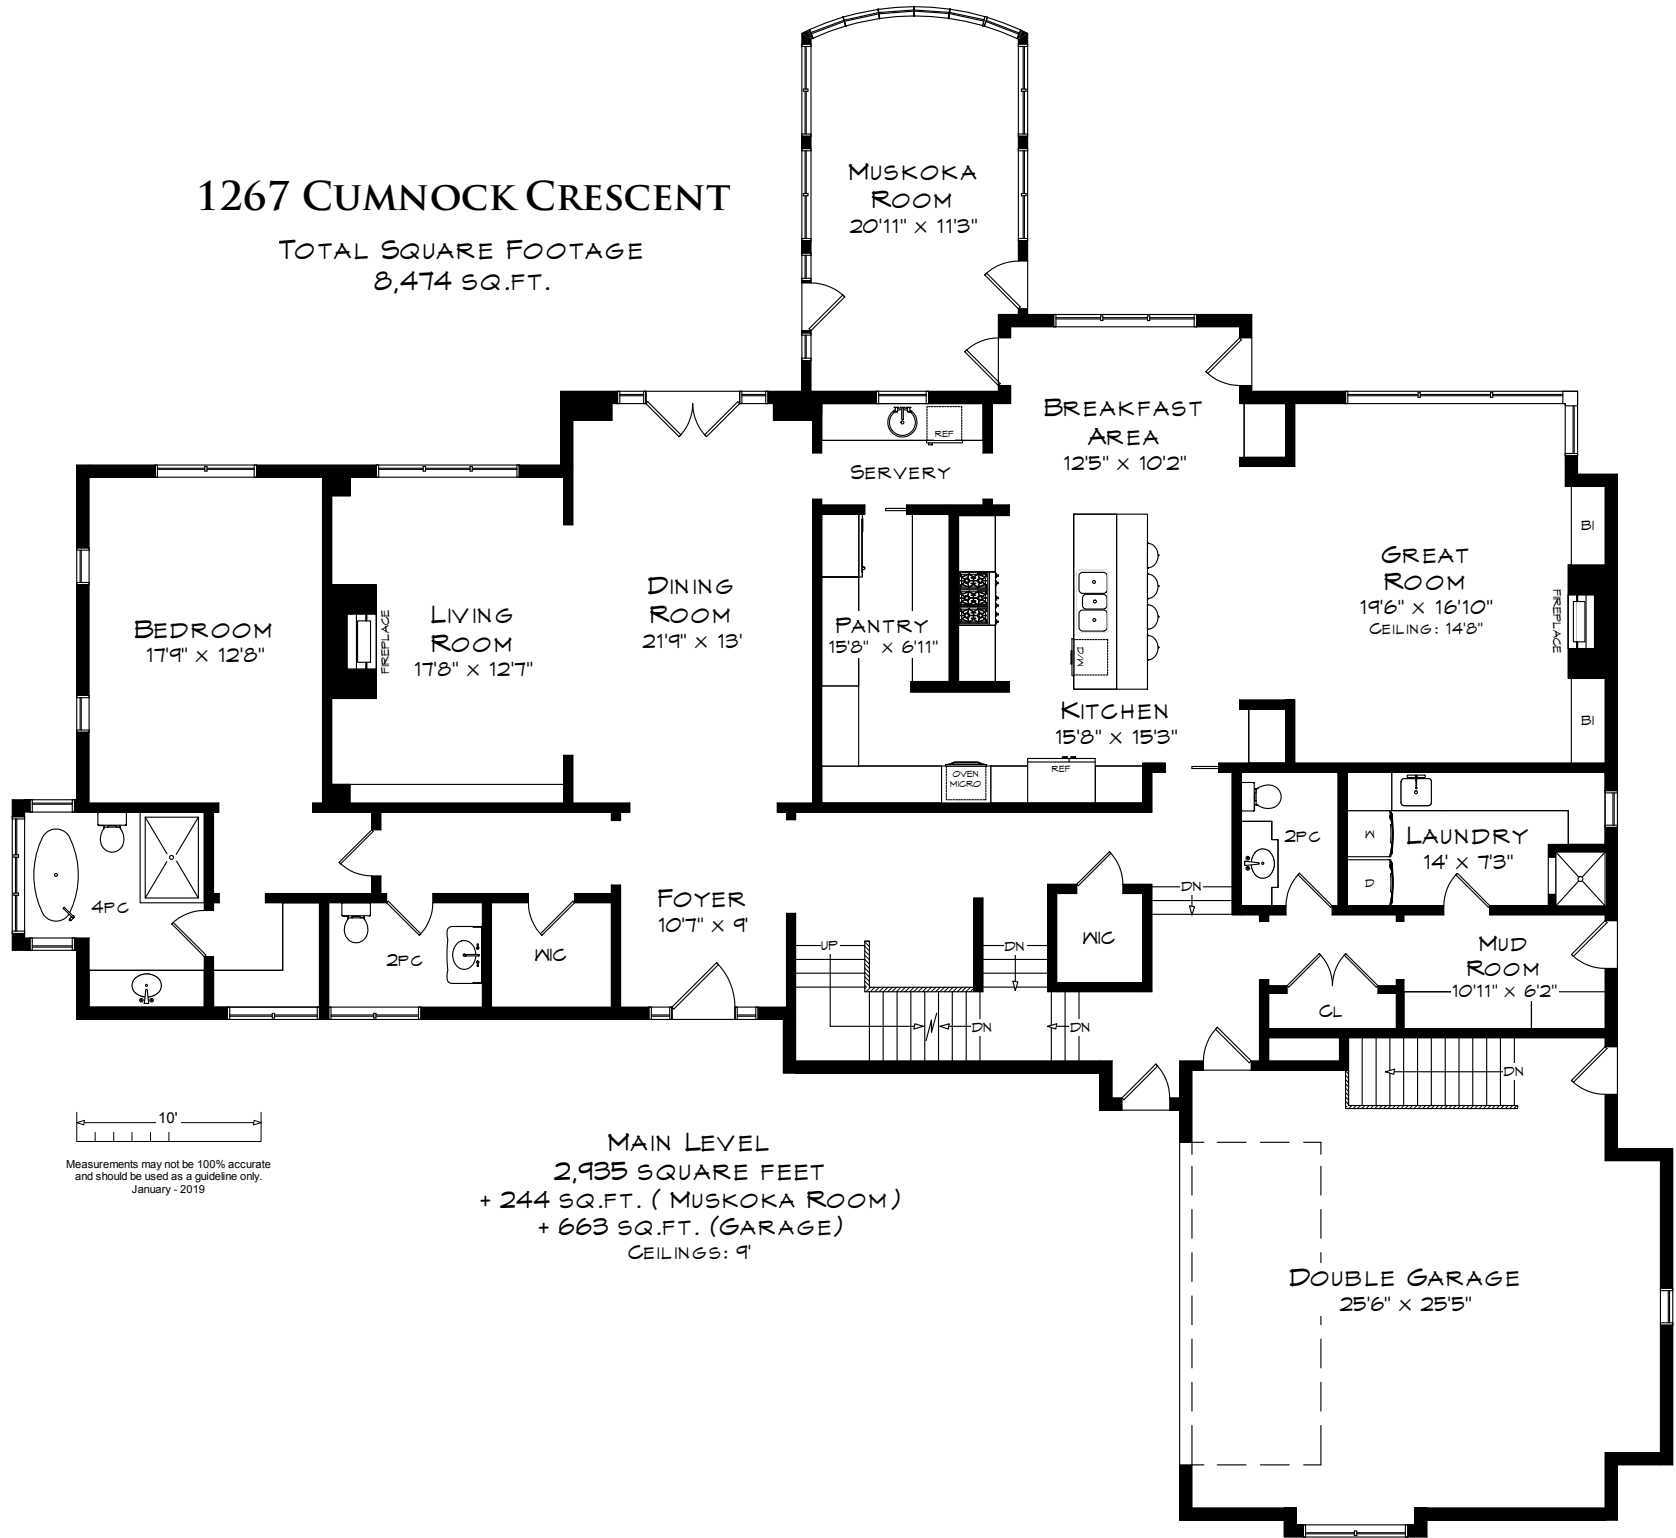 1267 Cumnock Crescent
Total Square Footage
8,474 sq.ft.
Muskoka
Room
20'11" x 11'3"
Breakfast
Area
12'5" x 10'2"
REF
Servery
Great
Room
19'6" x 16'10"
Ceiling: 14'8"
BI
FIREPLACE
BI
Dining
Room
21'9" x 13'
Living
Room
17'8" x 12'7"
FIREPLACE
Bedroom
17'9" x 12'8"
Pantry
15'8" x 6'11"
D/W
Kitchen
15'8" x 15'3"
OVEN
MICRO
REF
2PC
W
D
Laundry
14' x 7'3"
4PC
Foyer
10'7" x 9'
DN
WIC
2PC
WIC
UP
DN
Mud
Room
10'11" x 6'2"
CL
DN
DN
DN
10'
Measurements may not be 100% accurate
and should be used as a guideline only.
January - 2019
Main Level
2,935 square feet
+ 244 sq.ft. ( Muskoka Room)
+ 663 sq.ft. (Garage)
Ceilings: 9'
Double Garage
25'6" x 25'5"